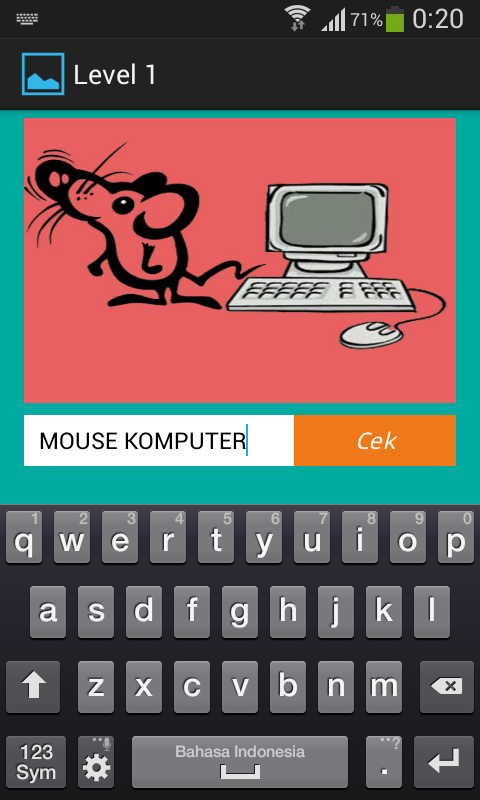 71% 0:20
Level 1
MOUSE KOMPUTER Cek
1 2 3 4 5 6 7 8 9 0
q w e r t y u i o p
a s d f g h j k l
z x c v b n m
123 Bahasa Indonesia ?
Sym .